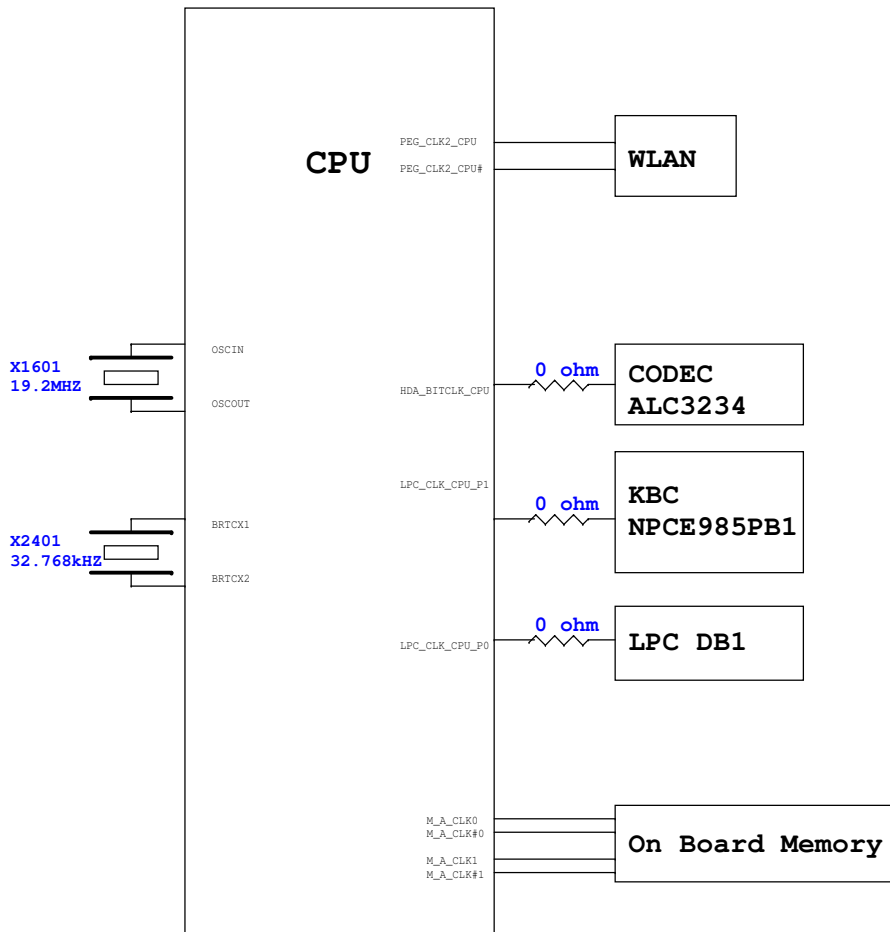 CPU
PEG_CLK2_CPU
PEG_CLK2_CPU#
WLAN
X1601
19.2MHZ
OSCIN
OSCOUT
HDA_BITCLK_CPU
0 ohm
CODEC
ALC3234
LPC_CLK_CPU_P1
0 ohm
KBC
NPCE985PB1
X2401
32.768kHZ
BRTCX1
BRTCX2
LPC_CLK_CPU_P0
0 ohm
LPC DB1
M_A_CLK0
M_A_CLK#0
M_A_CLK1
M_A_CLK#1
On Board Memory